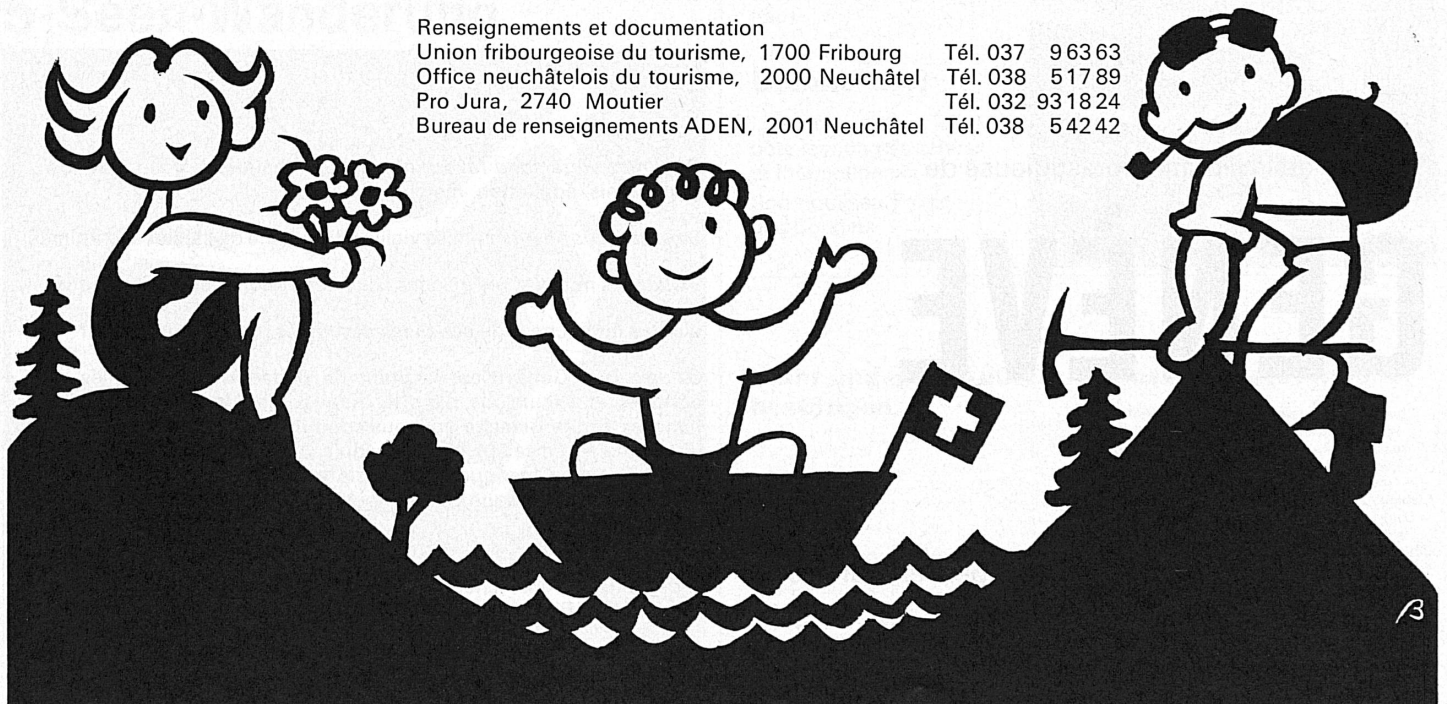 Renseignements et documentation
Union fribourgeoise du tourisme, 1700 Fribourg Tél. 037 9 63 63
Office neuchâtelois du tourisme, 2000 Neuchâtel Tél. 038 5 17 89
Pro Jura, 2740 Moutier Tél. 032 93 18 24
Bureau de renseignements ADEN, 2001 Neuchâtel Tél. 038 5 42 42